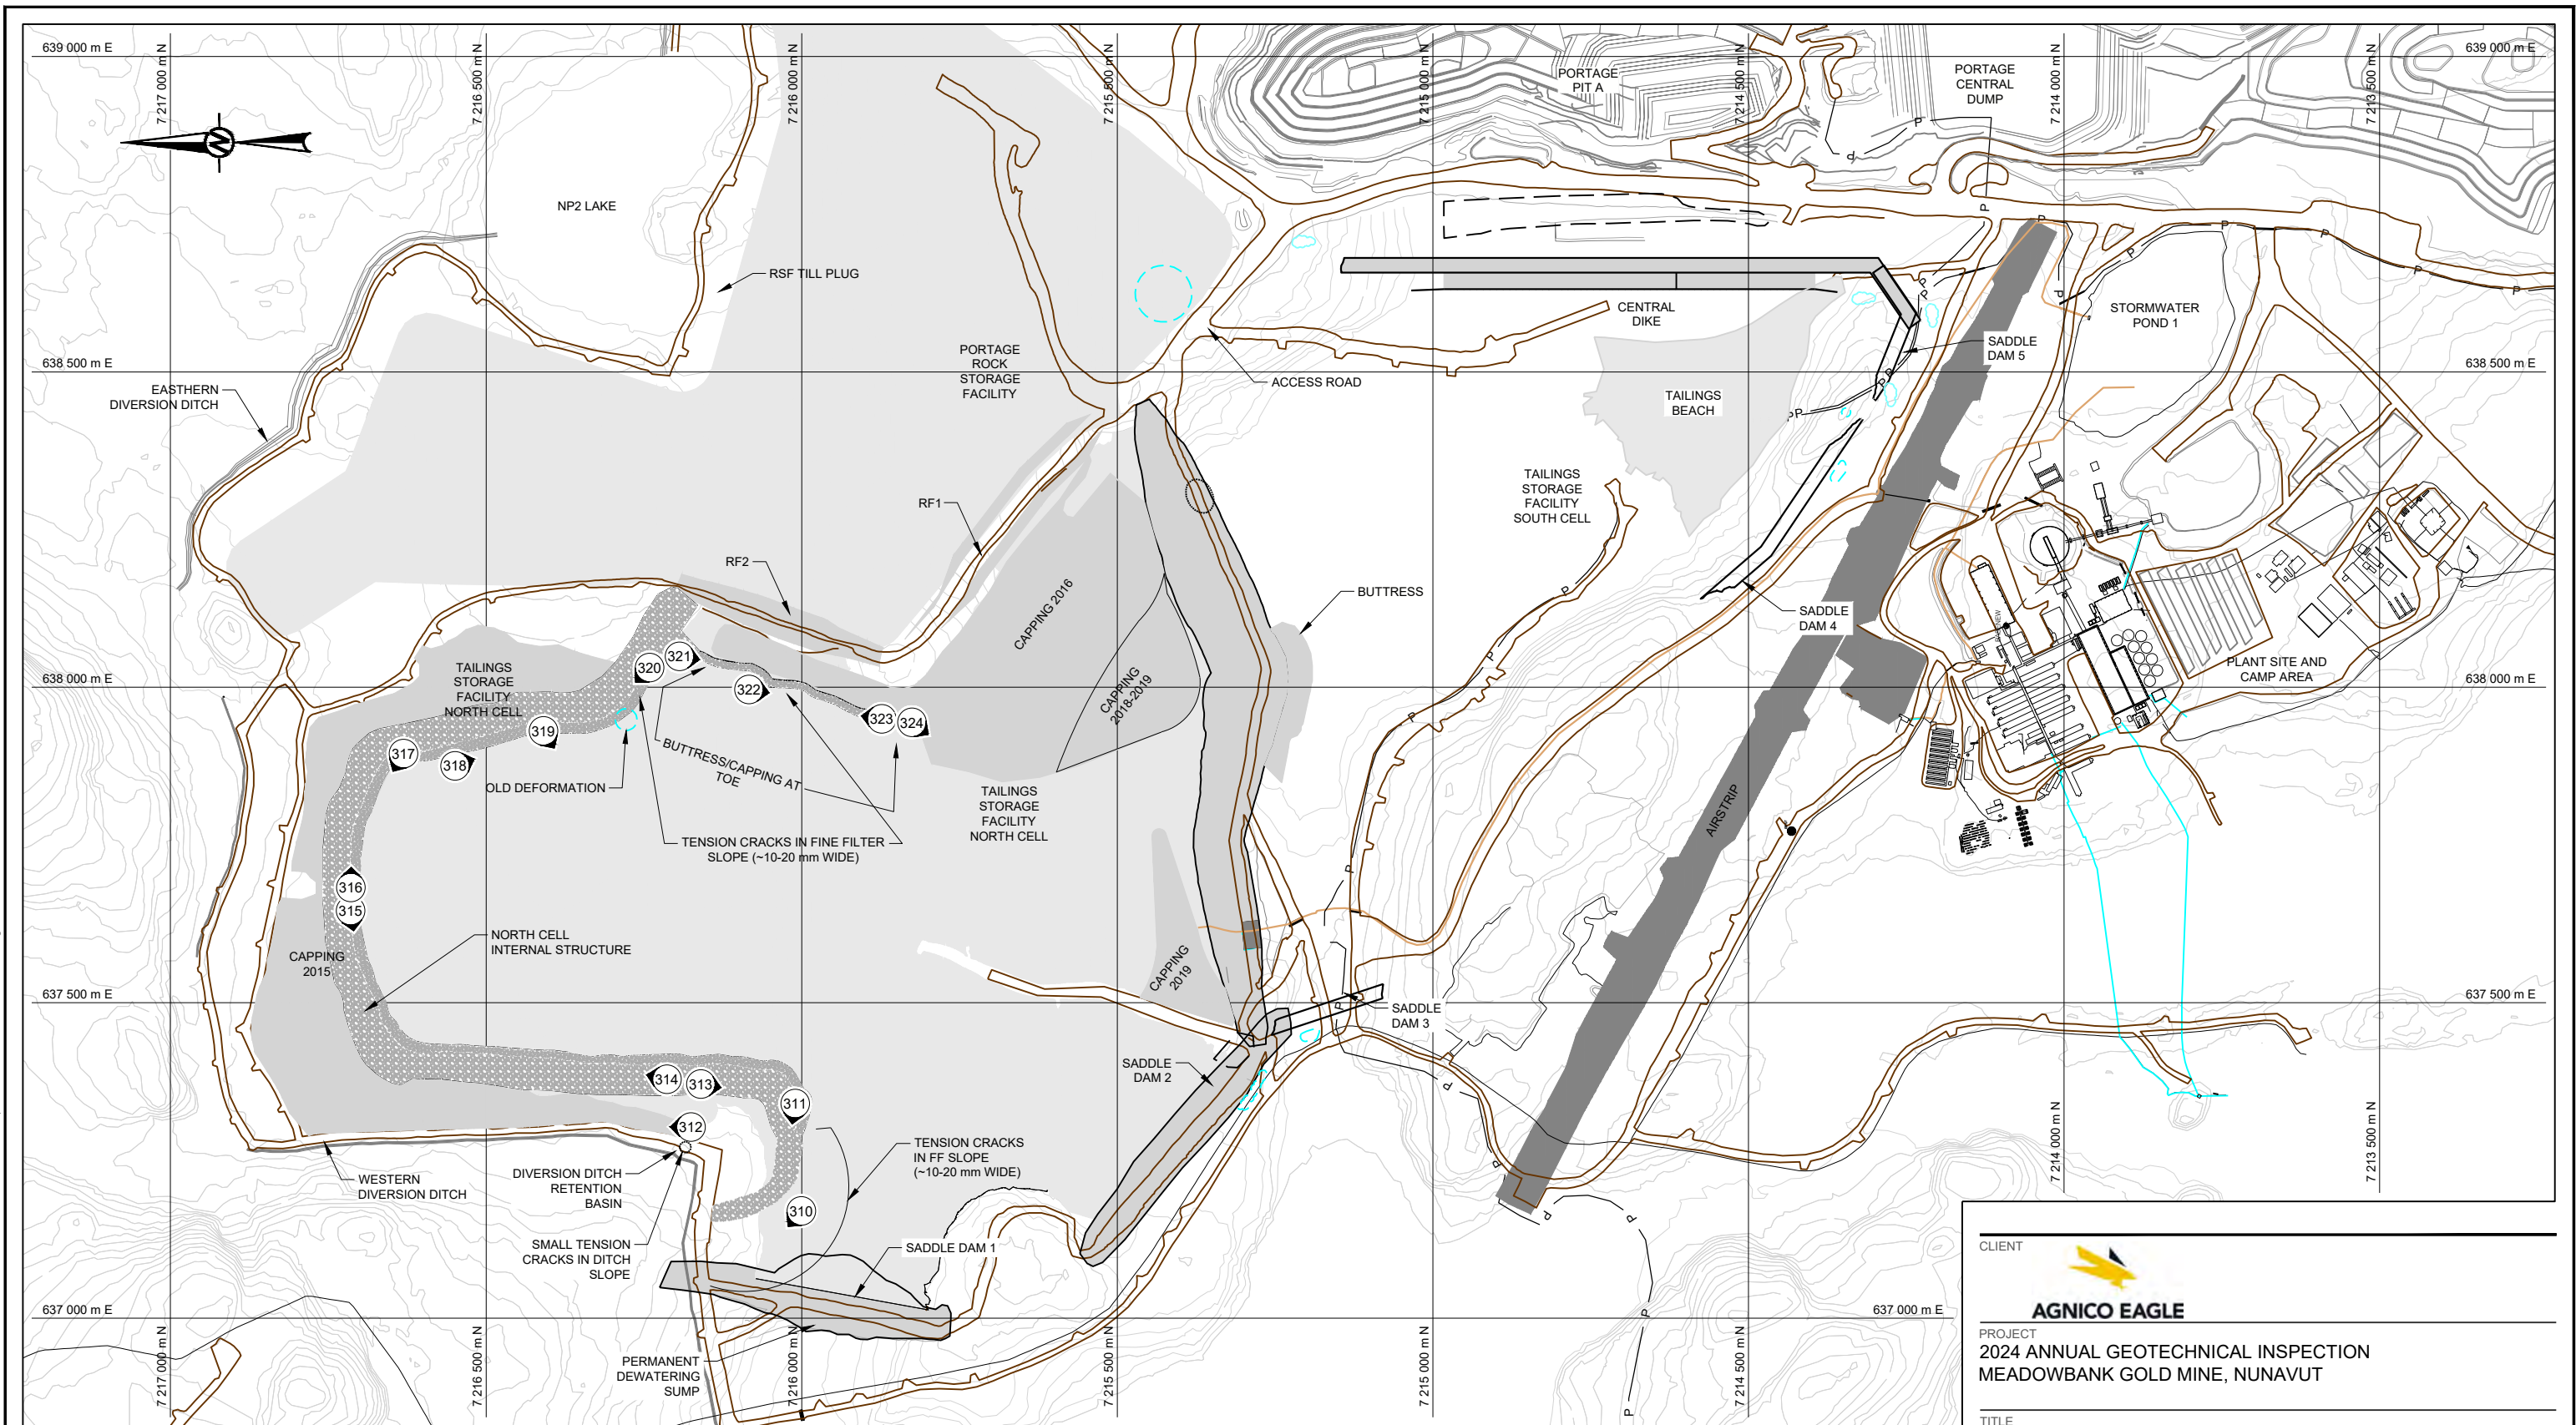 639 000 m E
639 000 m E
7 217 000 m N
7 216 500 m N
7 216 000 m N
7 215 500 m N
7 215 000 m N
7 214 500 m N
7 214 000 m N
7 213 500 m N
N
PORTAGE
PIT A
PORTAGE
CENTRAL
DUMP
P
P
NP2 LAKE
P
P
P
P
P
RSF TILL PLUG
CENTRAL
DIKE
STORMWATER
POND 1
PORTAGE
ROCK
STORAGE
FACILITY
SADDLE
DAM 5
638 500 m E
638 500 m E
EASTHERN
DIVERSION DITCH
ACCESS ROAD
TAILINGS
BEACH
RF1
TAILINGS
STORAGE
FACILITY
SOUTH CELL
RF2
CAPPING 2016
BUTTRESS
SADDLE
DAM 4
638 000 m E
638 000 m E
TAILINGS
STORAGE
FACILITY
NORTH CELL
320
321
322
323
324
CAPPING
2018-2019
PLANT SITE AND
CAMP AREA
317
318
319
OLD DEFORMATION
BUTTRESS/CAPPING AT
TOE
TAILINGS
STORAGE
FACILITY
NORTH CELL
AIRSTRIP
TENSION CRACKS IN FINE FILTER
SLOPE (~10-20 mm WIDE)
316
315
NORTH CELL
INTERNAL STRUCTURE
CAPPING
2015
CAPPING
2019
637 500 m E
637 500 m E
SADDLE
DAM 3
SADDLE
DAM 2
314
313
311
312
TENSION CRACKS
IN FF SLOPE
(~10-20 mm WIDE)
WESTERN
DIVERSION DITCH
DIVERSION DITCH
RETENTION
BASIN
310
SMALL TENSION
CRACKS IN DITCH
SLOPE
SADDLE DAM 1
637 000 m E
637 000 m E
PERMANENT
DEWATERING
SUMP
7 217 000 m N
7 216 500 m N
7 216 000 m N
7 215 500 m N
7 215 000 m N
7 214 500 m N
7 214 000 m N
7 213 500 m N
CLIENT
AGNICO EAGLE
PROJECT
2024 ANNUAL GEOTECHNICAL INSPECTION
MEADOWBANK GOLD MINE, NUNAVUT
TITLE